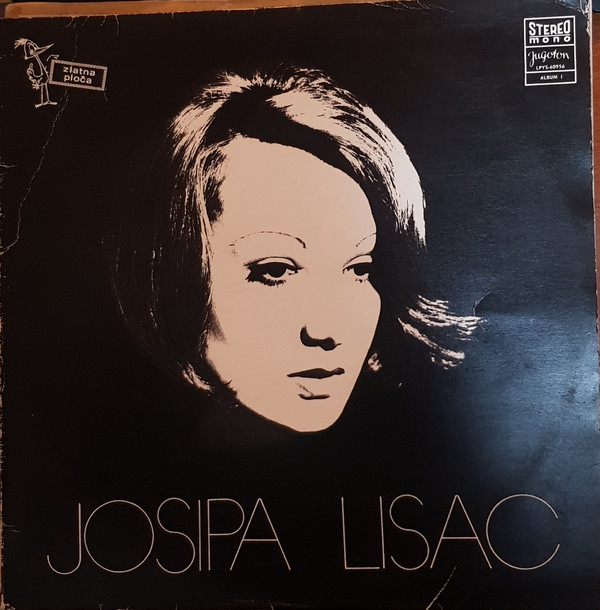 zlatna
ploča
STEREO
mono
Jugoton
LPYS-60956
ALBUM 1
JOSIPA LISAC